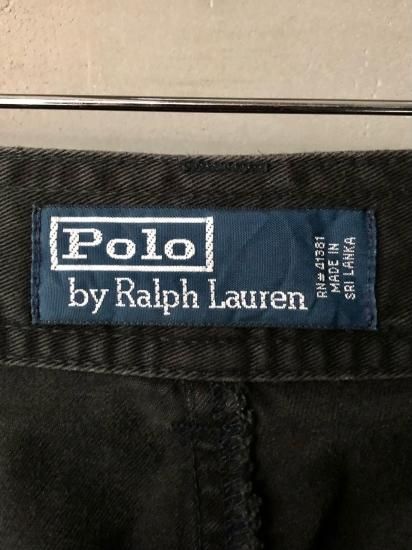 Polo
by Ralph Lauren
RN# 41381
MADE IN
SRI LANKA